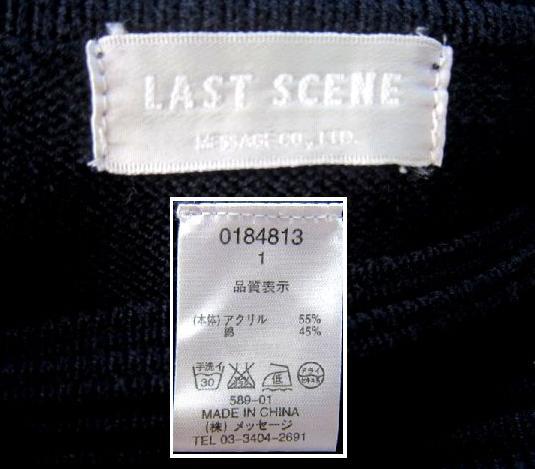 LAST SCENE
MESSAGE CO., LTD.
0184813
1
品質表示
(本体) アクリル 55%
綿 45%
手洗イ 30 低 ドライ
589-01
MADE IN CHINA
(株) メッセージ
TEL 03-3404-2691